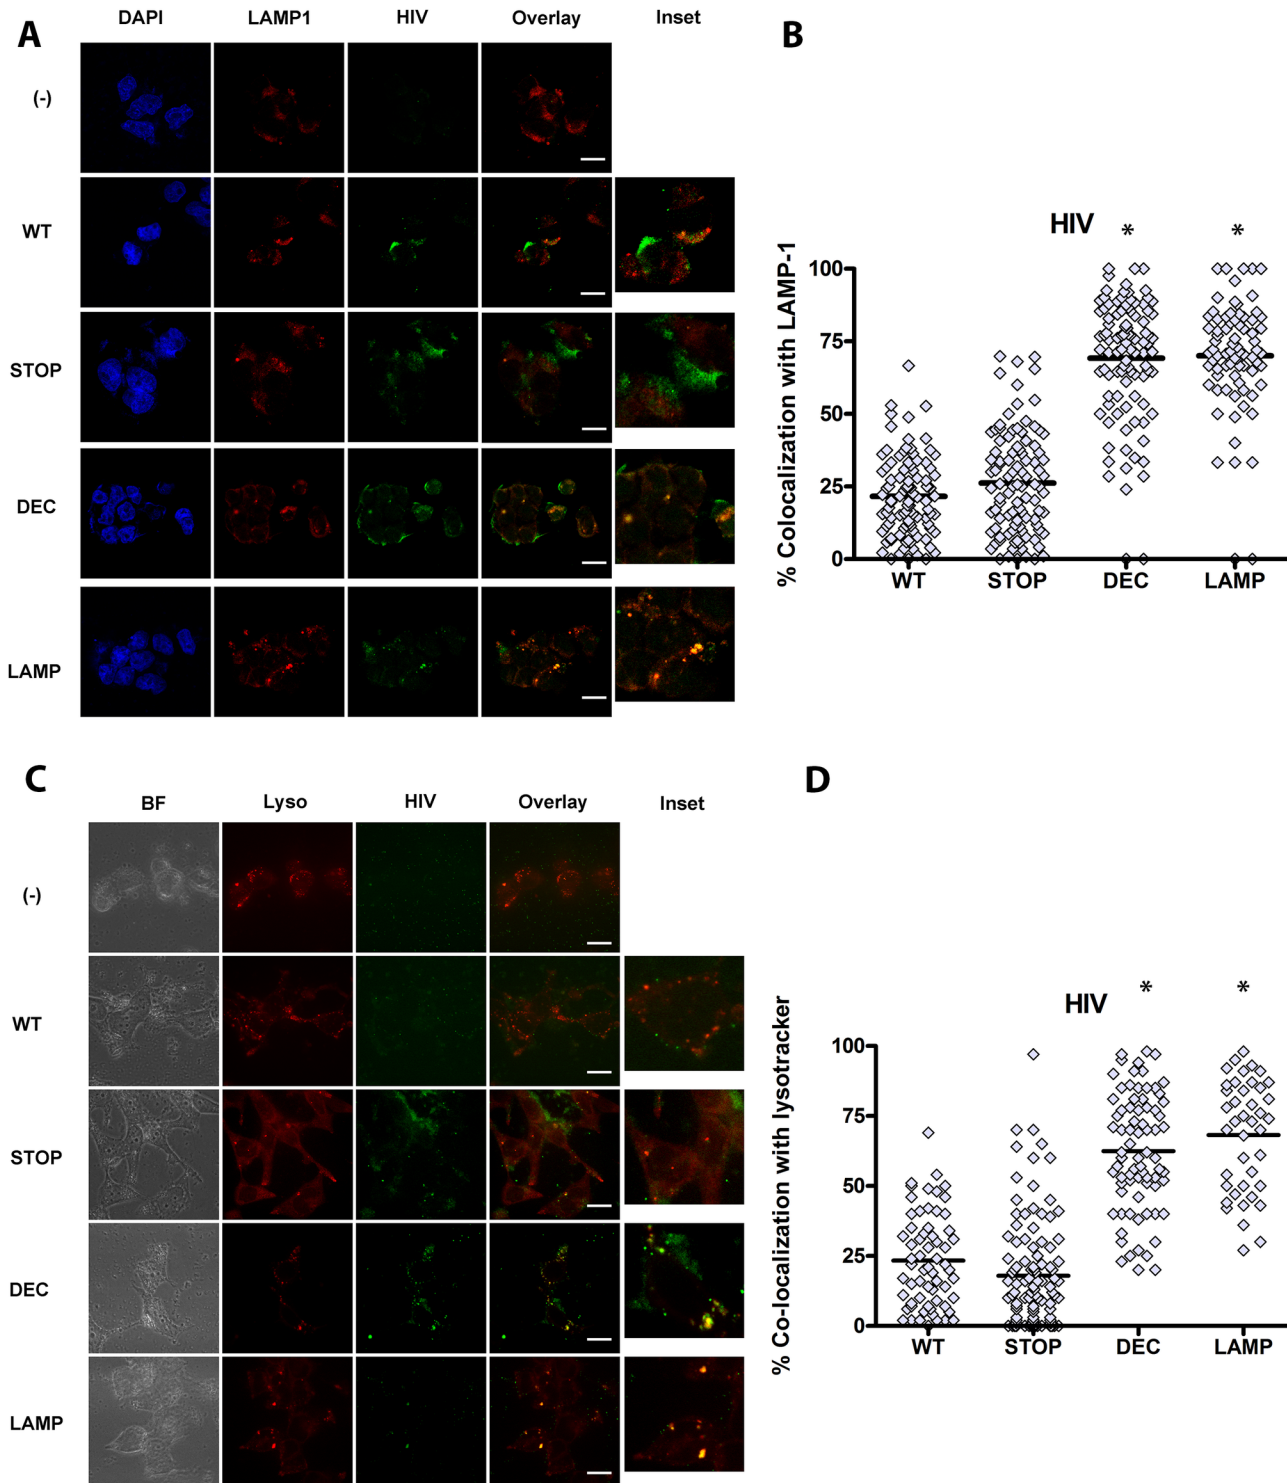 A
DAPI LAMP1 HIV Overlay Inset
(-)
WT
STOP
DEC
LAMP
B
HIV
* *
% Colocalization with LAMP-1
100
75
50
25
0
WT STOP DEC LAMP
C
BF Lyso HIV Overlay Inset
(-)
WT
STOP
DEC
LAMP
D
HIV
* *
% Co-localization with lysotracker
100
75
50
25
0
WT STOP DEC LAMP